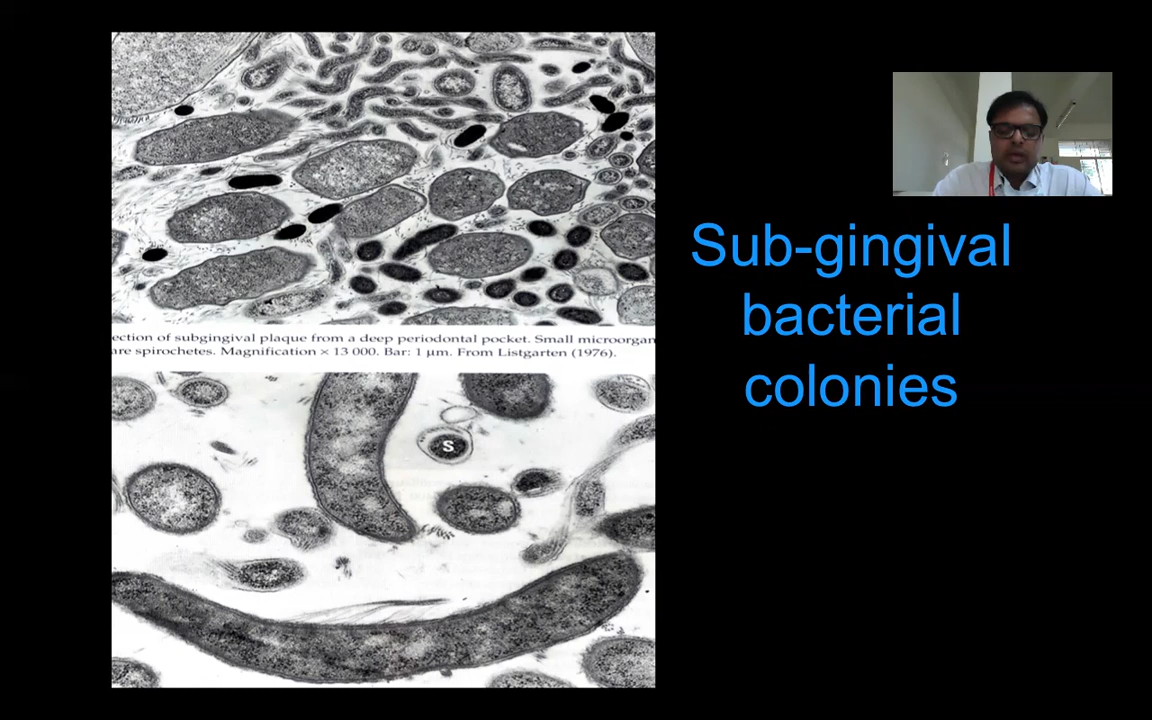 ection of subgingival plaque from a deep periodontal pocket. Small microorgan
are spirochetes. Magnification × 13 000. Bar: 1 µm. From Listgarten (1976).
S
Sub-gingival
bacterial
colonies